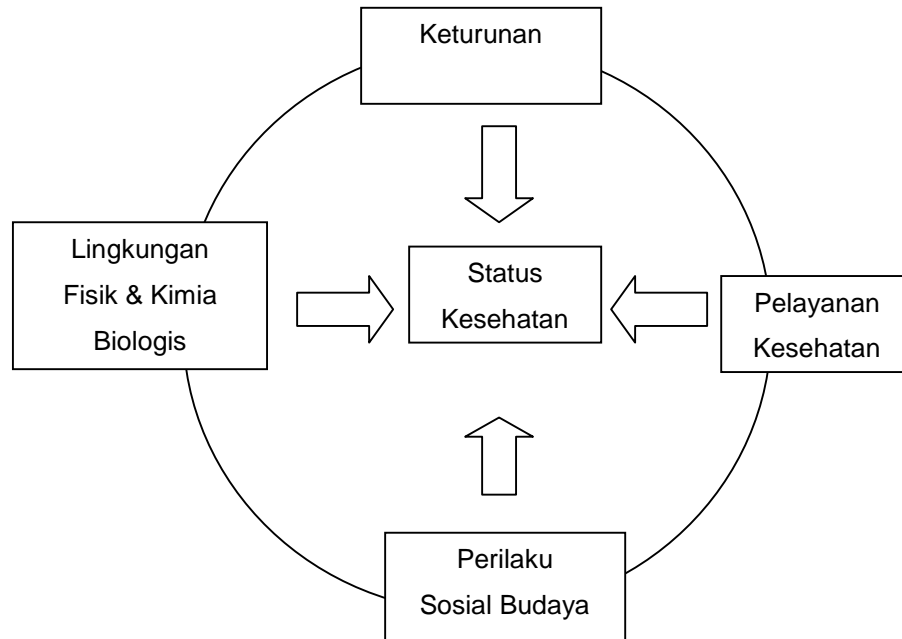 Keturunan
Lingkungan
Fisik & Kimia
Biologis
Status
Kesehatan
Pelayanan
Kesehatan
Perilaku
Sosial Budaya